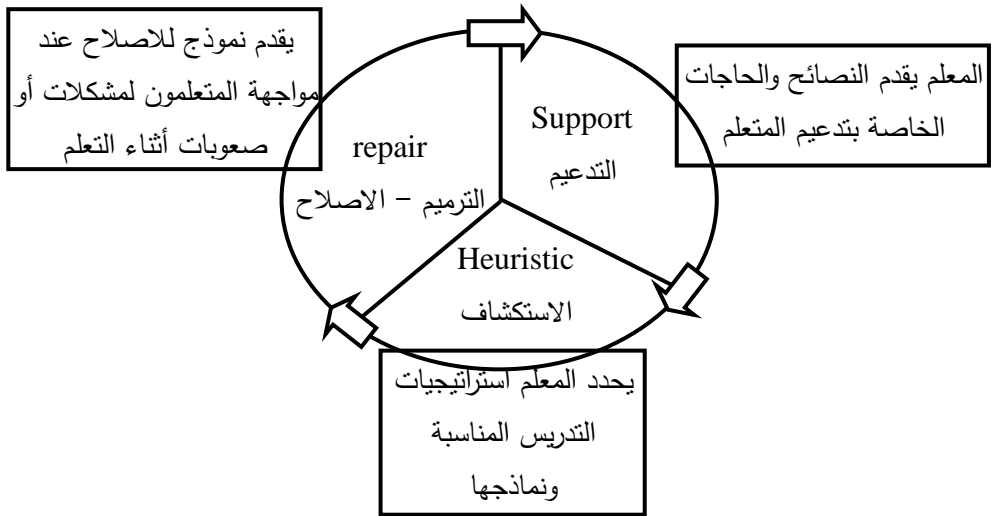 يقدم نموذج للاصلاح عند
مواجهة المتعلمون لمشكلات أو
صعوبات أثناء التعلم
المعلم يقدم النصائح والحاجات
الخاصة بتدعيم المتعلم
Support
التدعيم
repair
الترميم – الاصلاح
Heuristic
الاستكشاف
يحدد المعلم استراتيجيات
التدريس المناسبة
ونماذجها